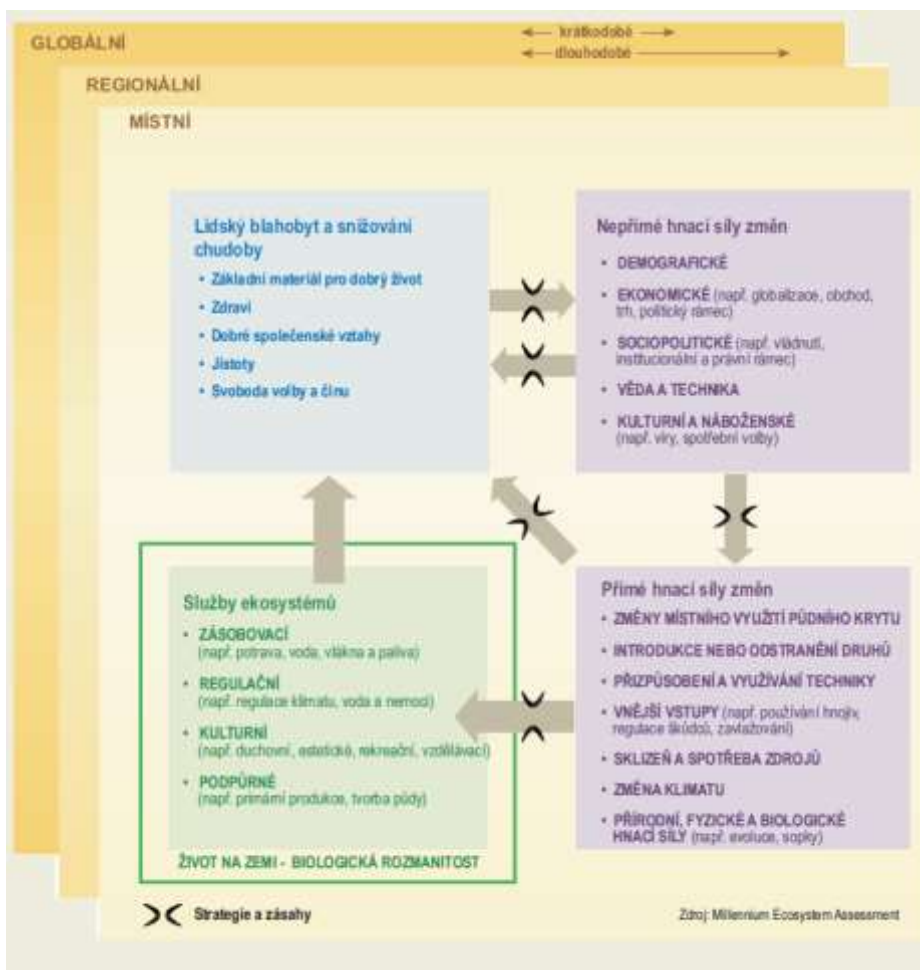 GLOBÁLNÍ
krátkodobé
dlouhodobé
REGIONÁLNÍ
MÍSTNÍ
Lidský blahobyt a snižování
chudoby
• Základní materiál pro dobrý život
• Zdraví
• Dobré společenské vztahy
• Jistoty
• Svoboda volby a činu
Nepřímé hnací síly změn
• DEMOGRAFICKÉ
• EKONOMICKÉ (např. globalizace, obchod,
trh, politický rámec)
• SOCIOPOLITICKÉ (např. vládnutí,
institucionální a právní rámec)
• VĚDA A TECHNIKA
• KULTURNÍ A NÁBOŽENSKÉ
(např. víry, spotřební volby)
Služby ekosystémů
• ZÁSOBOVACÍ
(např. potrava, voda, vlákna a paliva)
• REGULAČNÍ
(např. regulace klimatu, voda a nemoci)
• KULTURNÍ
(např. duchovní, estetické, rekreační, vzdělávací)
• PODPŮRNÉ
(např. primární produkce, tvorba půdy)
ŽIVOT NA ZEMI - BIOLOGICKÁ ROZMANITOST
Přímé hnací síly změn
• ZMĚNY MÍSTNÍHO VYUŽITÍ PŮDNÍHO KRYTU
• INTRODUKCE NEBO ODSTRANĚNÍ DRUHŮ
• PŘIZPŮSOBENÍ A VYUŽÍVÁNÍ TECHNIKY
• VNĚJŠÍ VSTUPY (např. používání hnojiv,
regulace škůdců, zavlažování)
• SKLIZEŇ A SPOTŘEBA ZDROJŮ
• ZMĚNA KLIMATU
• PŘÍRODNÍ, FYZICKÉ A BIOLOGICKÉ
HNACÍ SÍLY (např. evoluce, sopky)
Strategie a zásahy
Zdroj: Millennium Ecosystem Assessment